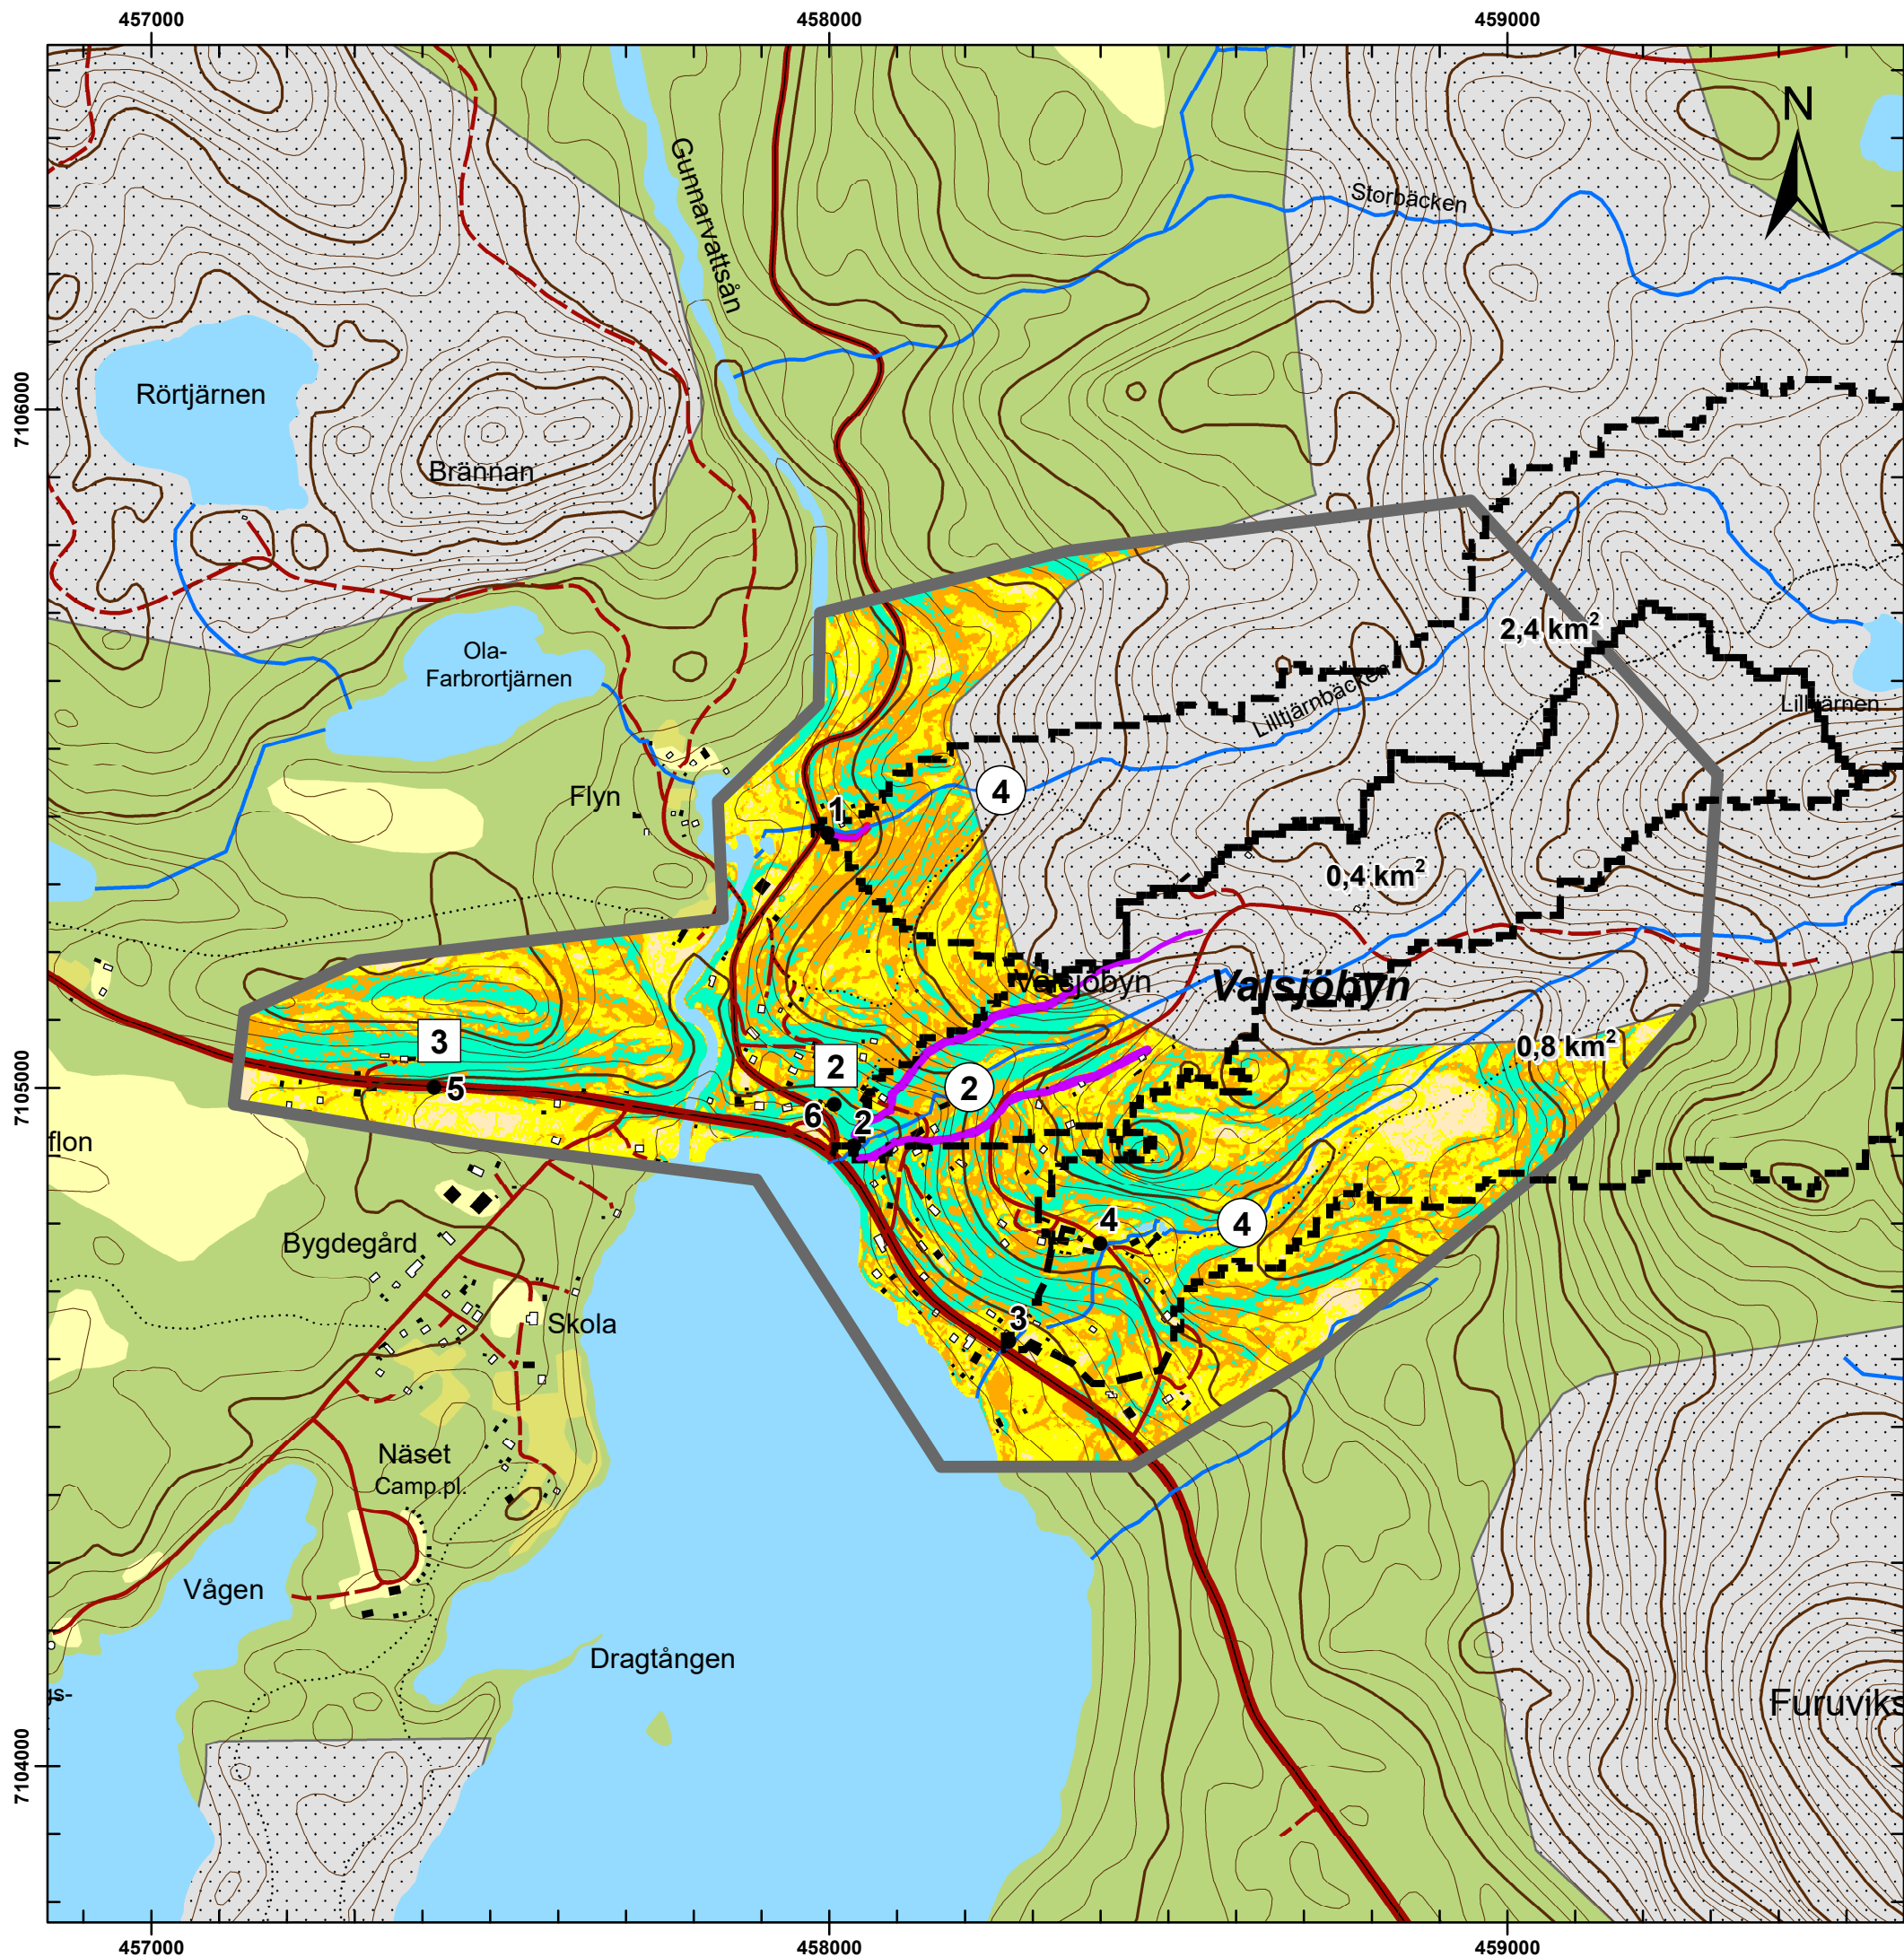 457000
458000
459000
N
Gunnarvattsån
Storbäcken
7106000
Rörtjärnen
Brännan
2,4 km²
Ola-
Farbrortjärnen
Lilltjärnbäcken
Lilltjärnen
Flyn
1
4
0,4 km²
Valsjöbyn
Valsjöbyn
3
2
0,8 km²
7105000
5
2
6
2
flon
4
4
Bygdegård
3
Skola
Näset
Camp.pl.
Vågen
Dragtången
gs-
Furuviks
7104000
457000
458000
459000